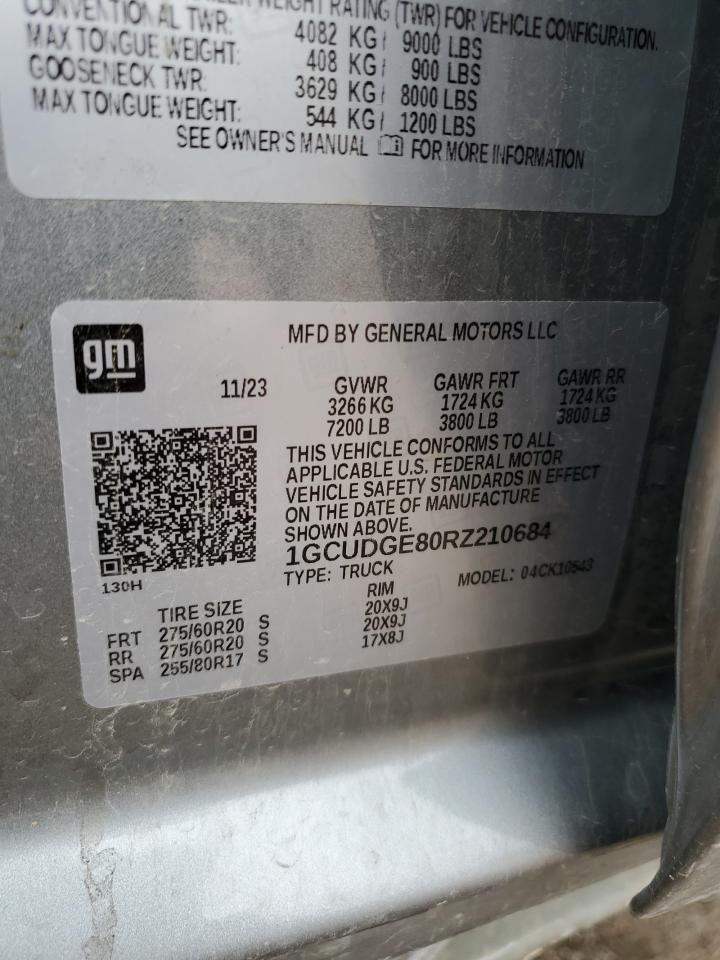 WEIGHT RATING (TWR) FOR VEHICLE CONFIGURATION.
CONVENTIONAL TWR: 4082 KG/ 9000 LBS
MAX TONGUE WEIGHT: 408 KG/ 900 LBS
GOOSENECK TWR: 3629 KG/ 8000 LBS
MAX TONGUE WEIGHT: 544 KG/ 1200 LBS
SEE OWNER'S MANUAL FOR MORE INFORMATION
gm
MFD BY GENERAL MOTORS LLC
11/23 GVWR GAWR FRT GAWR RR
3266 KG 1724 KG 1724 KG
7200 LB 3800 LB 3800 LB
THIS VEHICLE CONFORMS TO ALL
APPLICABLE U.S. FEDERAL MOTOR
VEHICLE SAFETY STANDARDS IN EFFECT
ON THE DATE OF MANUFACTURE
SHOWN ABOVE.
1GCUDGE80RZ210684
TYPE: TRUCK MODEL: 04CK10543
130H
TIRE SIZE RIM
FRT 275/60R20 S 20X9J
RR 275/60R20 S 20X9J
SPA 255/80R17 S 17X8J